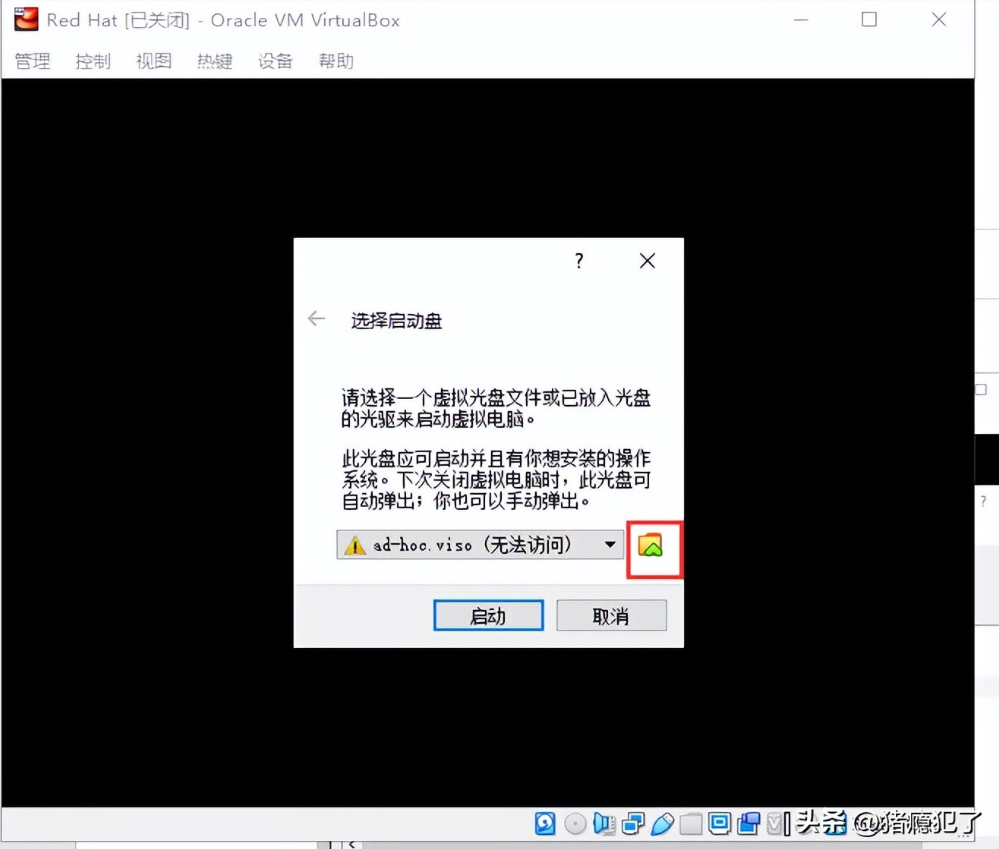 Red Hat [已关闭] - Oracle VM VirtualBox
管理 控制 视图 热键 设备 帮助
?
选择启动盘
请选择一个虚拟光盘文件或已放入光盘
的光驱来启动虚拟电脑。
此光盘应可启动并且有你想安装的操作
系统。下次关闭虚拟电脑时，此光盘可
自动弹出；你也可以手动弹出。
ad-hoc.viso (无法访问)
启动 取消
?
头条 @猪瘾犯了